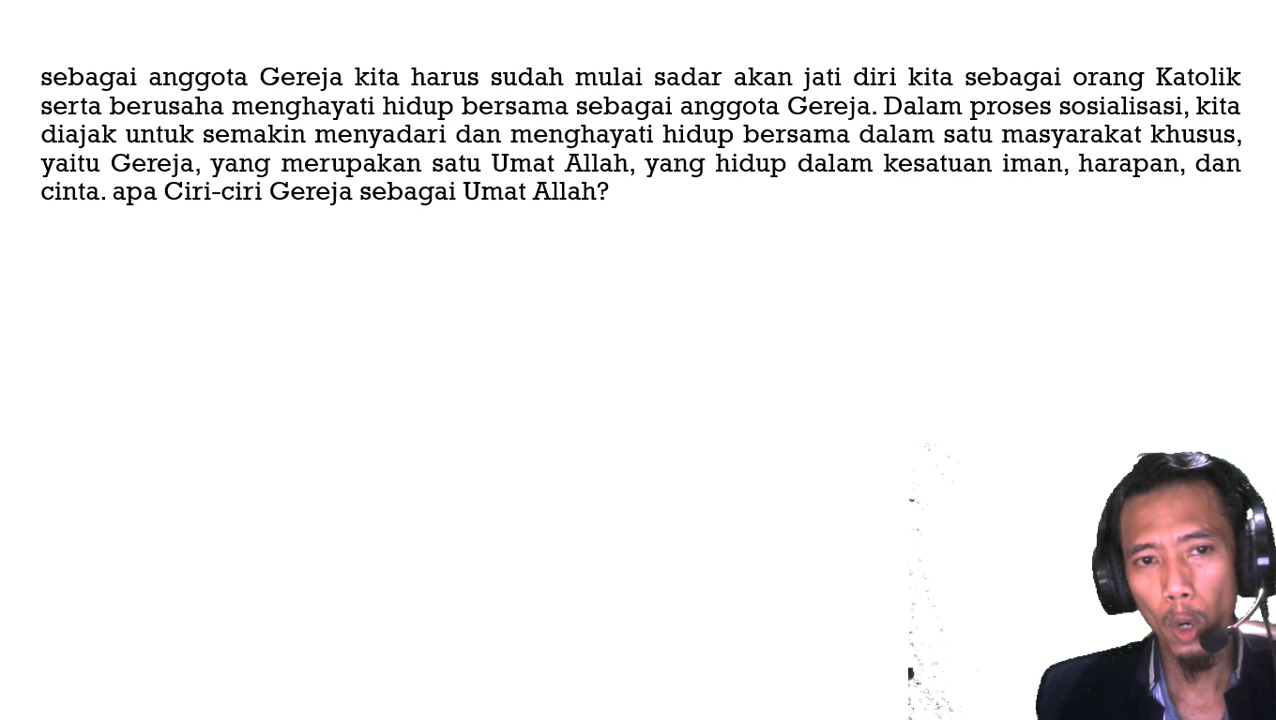 sebagai anggota Gereja kita harus sudah mulai sadar akan jati diri kita sebagai orang Katolik
serta berusaha menghayati hidup bersama sebagai anggota Gereja. Dalam proses sosialisasi, kita
diajak untuk semakin menyadari dan menghayati hidup bersama dalam satu masyarakat khusus,
yaitu Gereja, yang merupakan satu Umat Allah, yang hidup dalam kesatuan iman, harapan, dan
cinta. apa Ciri-ciri Gereja sebagai Umat Allah?